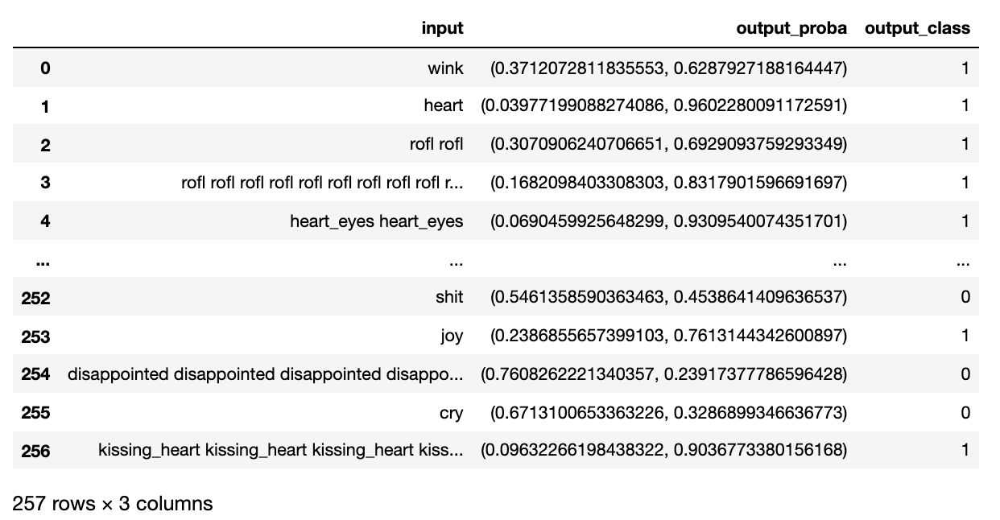 input output_proba output_class
0 wink (0.3712072811835553, 0.6287927188164447) 1
1 heart (0.03977199088274086, 0.9602280091172591) 1
2 rofl rofl (0.3070906240706651, 0.6929093759293349) 1
3 rofl rofl rofl rofl rofl rofl rofl rofl rofl r... (0.1682098403308303, 0.8317901596691697) 1
4 heart_eyes heart_eyes (0.0690459925648299, 0.9309540074351701) 1
... ... ... ...
252 shit (0.5461358590363463, 0.4538641409636537) 0
253 joy (0.2386855657399103, 0.7613144342600897) 1
254 disappointed disappointed disappointed disappo... (0.7608262221340357, 0.23917377786596428) 0
255 cry (0.6713100653363226, 0.3286899346636773) 0
256 kissing_heart kissing_heart kissing_heart kiss... (0.09632266198438322, 0.9036773380156168) 1
257 rows × 3 columns